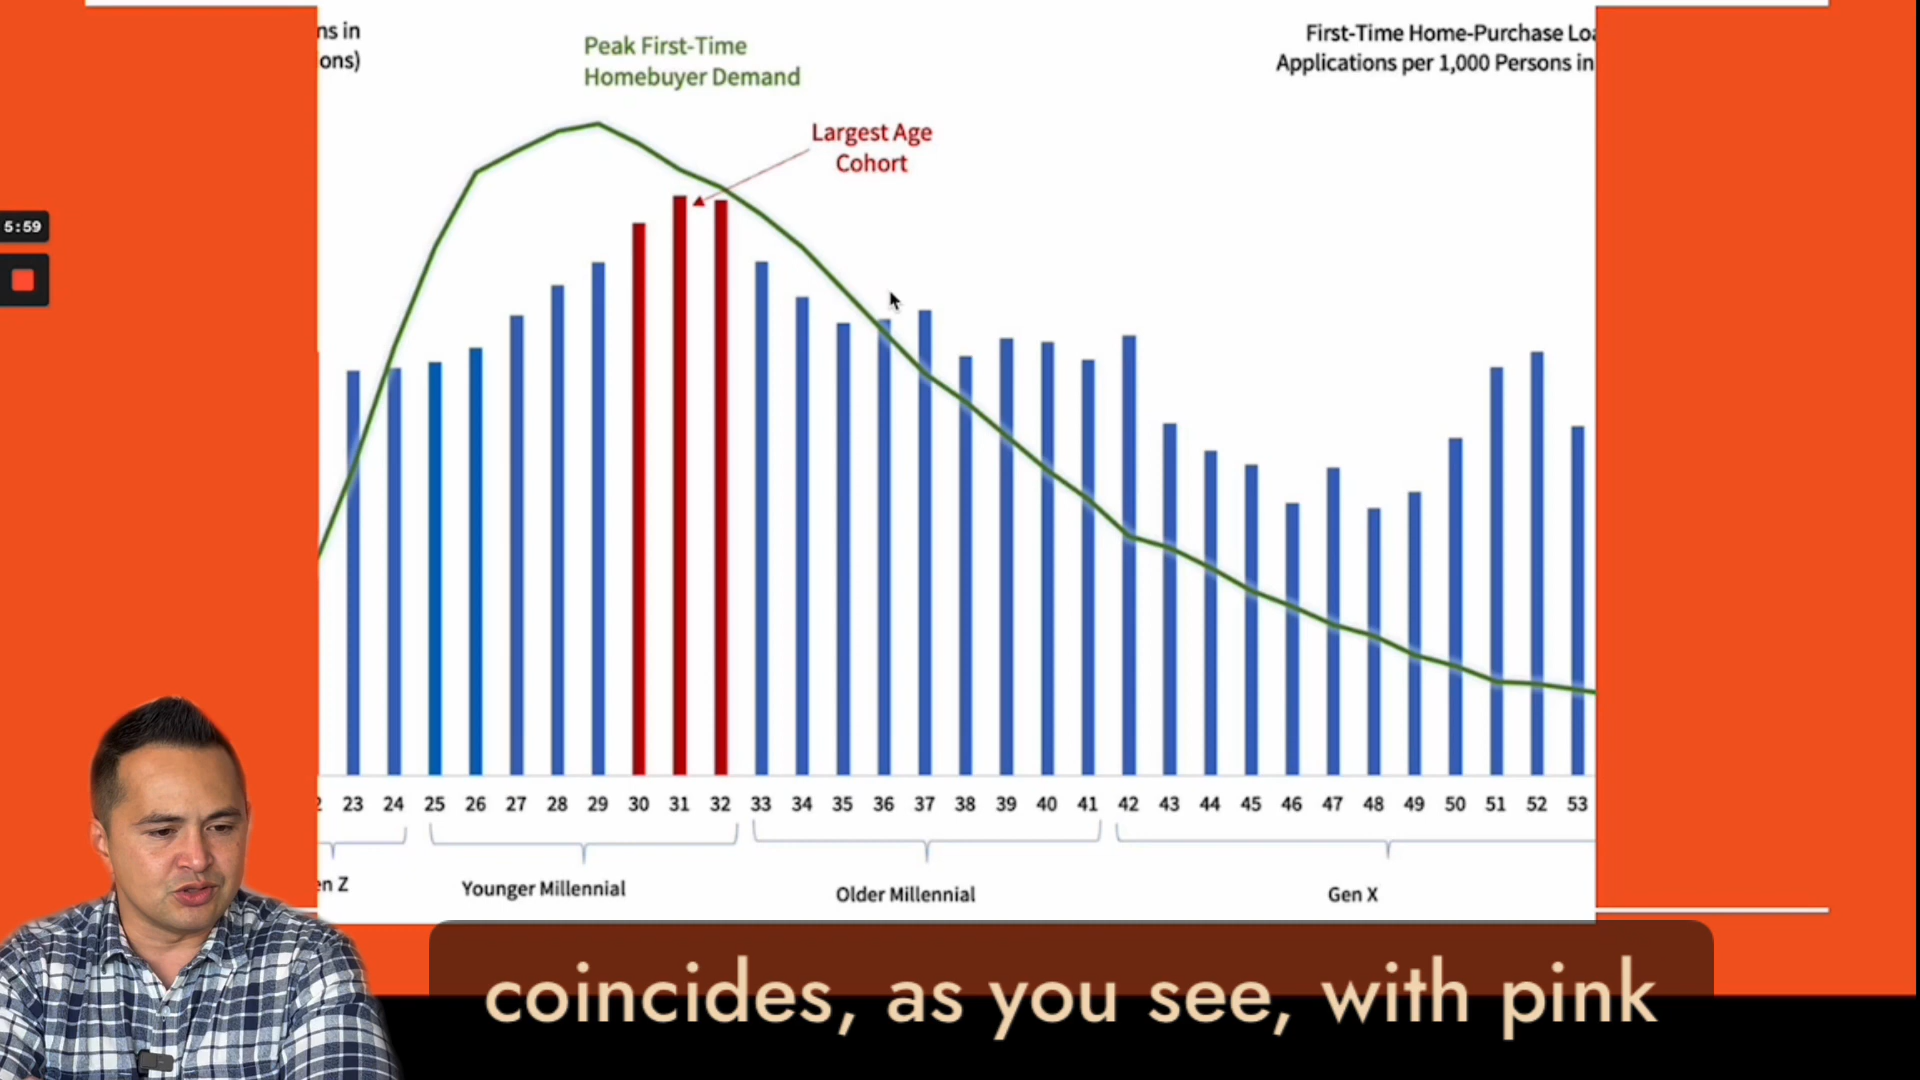 ns in
ons)
Peak First-Time
Homebuyer Demand
First-Time Home-Purchase Loa
Applications per 1,000 Persons in
Largest Age
Cohort
5:59
2 23 24 25 26 27 28 29 30 31 32 33 34 35 36 37 38 39 40 41 42 43 44 45 46 47 48 49 50 51 52 53
en Z
Younger Millennial
Older Millennial
Gen X
coincides, as you see, with pink